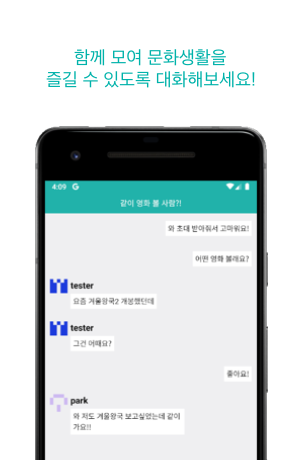 함께 모여 문화생활을
즐길 수 있도록 대화해보세요!
4:09 G
같이 영화 볼 사람?!
와 초대 받아줘서 고마워요!
어떤 영화 볼래요?
tester
요즘 겨울왕국2 개봉했던데
tester
그건 어때요?
좋아요!
park
와 저도 겨울왕국 보고싶었는데 같이
가요!!